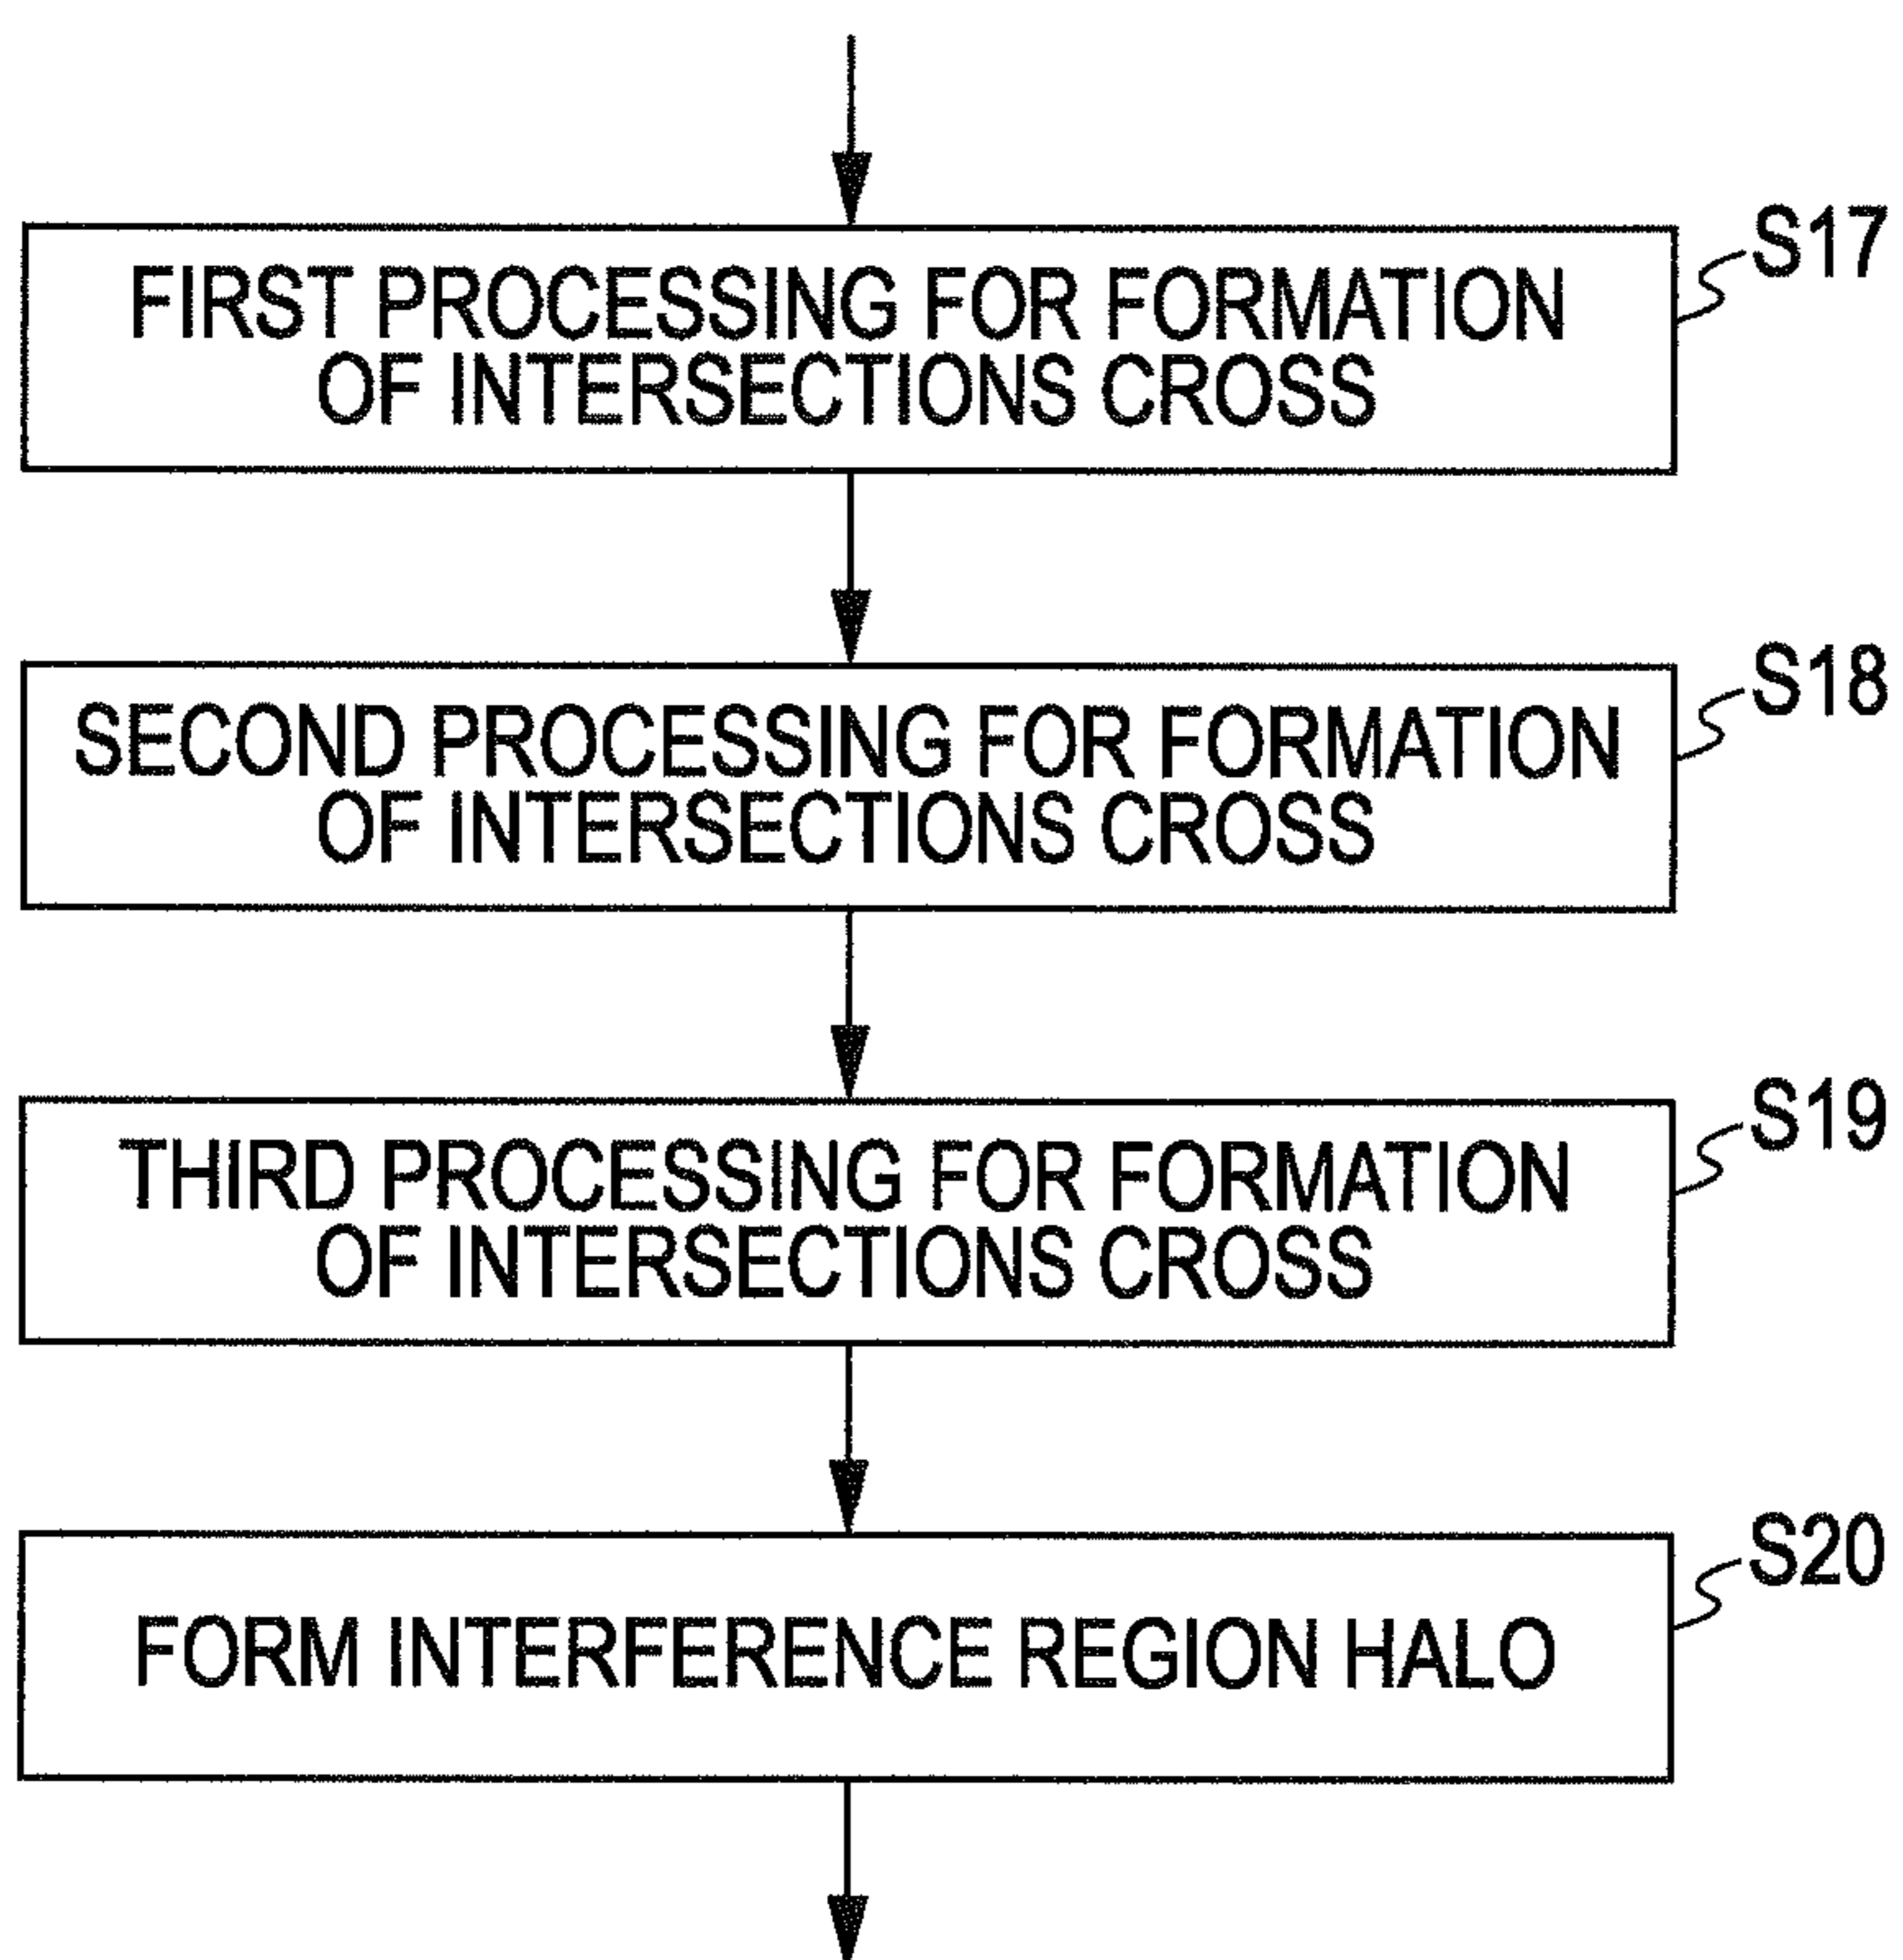 S17
FIRST PROCESSING FOR FORMATION
OF INTERSECTIONS CROSS
S18
SECOND PROCESSING FOR FORMATION
OF INTERSECTIONS CROSS
S19
THIRD PROCESSING FOR FORMATION
OF INTERSECTIONS CROSS
S20
FORM INTERFERENCE REGION HALO